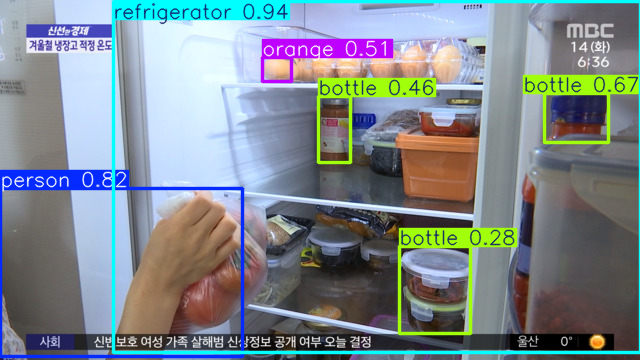 refrigerator 0.94
신선한 경제
겨울철 냉장고 적정 온도
MBC
14(화)
6:36
orange 0.51
bottle 0.46
bottle 0.67
person 0.82
bottle 0.28
사회
신변보호 여성 가족 살해범 신상정보 공개 여부 오늘 결정
울산 0°